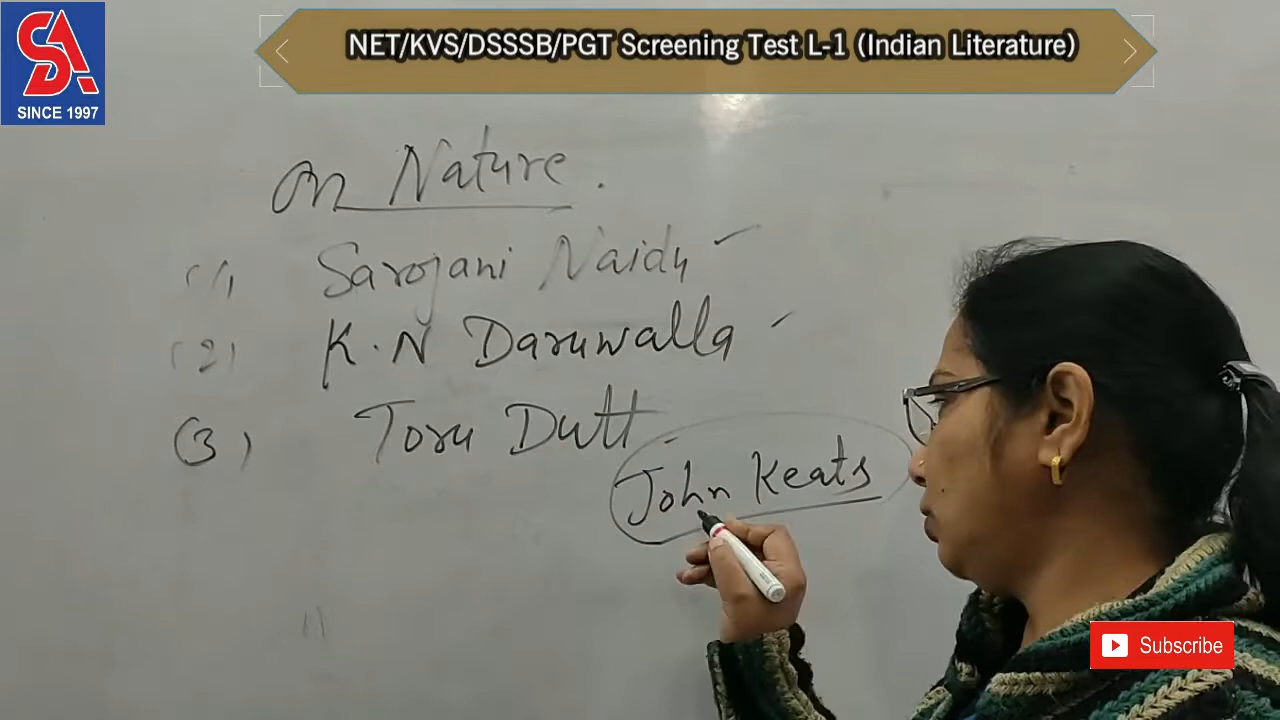 SDA
SINCE 1997
NET/KVS/DSSSB/PGT Screening Test L-1 (Indian Literature)
On Nature.
(1) Sarojani Naidu
(2) K.N Daruwalla
(3) Toru Dutt
John Keats
Subscribe